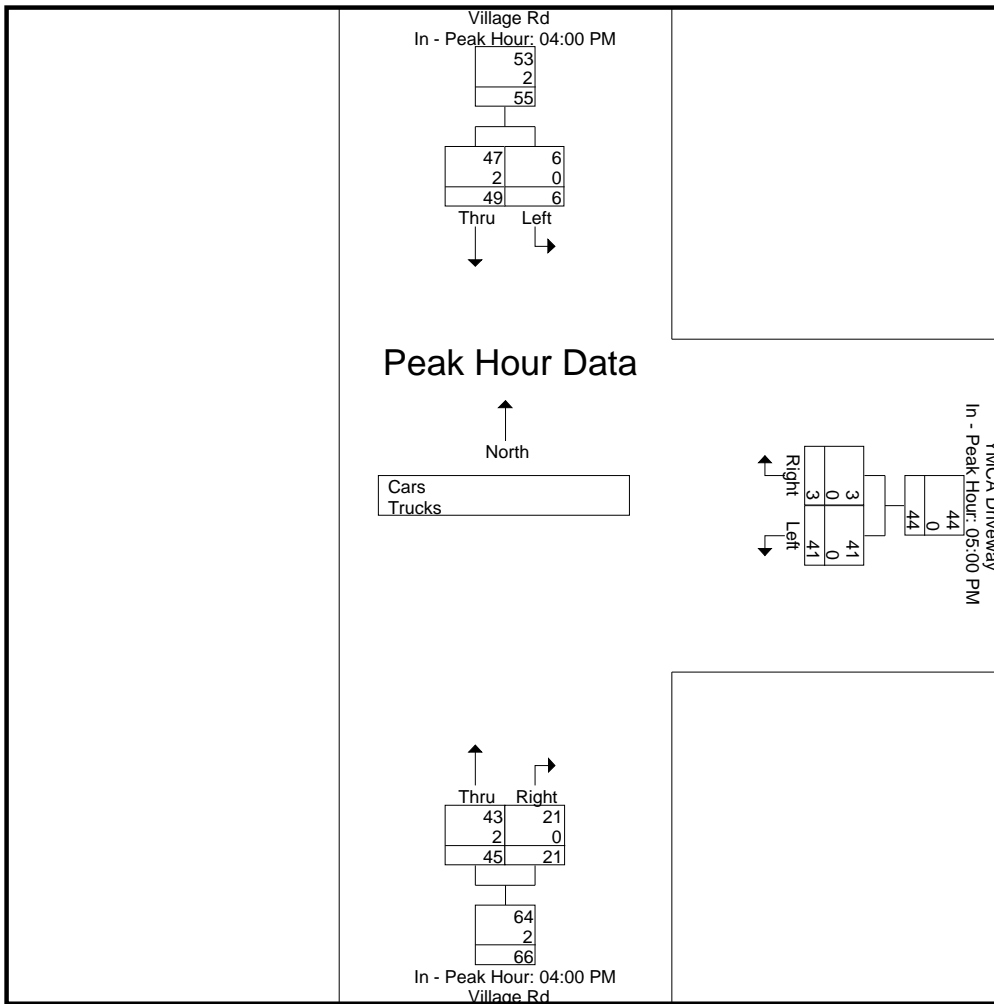 Village Rd
In - Peak Hour: 04:00 PM
53
2
55
47 6
2 0
49 6
Thru Left
Peak Hour Data
North
Cars
Trucks
YMCA Driveway
In - Peak Hour: 05:00 PM
44
0
44
3 41
0 0
3 41
Right Left
Thru Right
43 21
2 0
45 21
64
2
66
In - Peak Hour: 04:00 PM
Village Rd